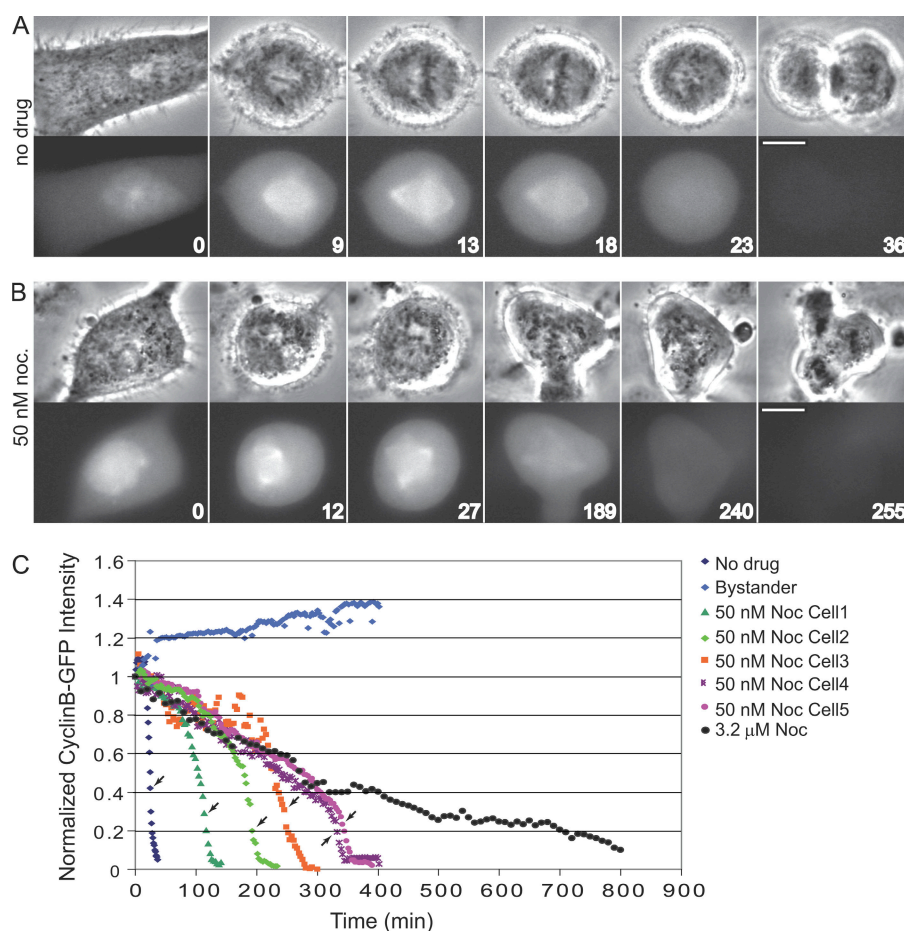 A
no drug
0
9
13
18
23
36
B
50 nM noc.
0
12
27
189
240
255
C
Normalized CyclinB-GFP Intensity
1.6
1.4
1.2
1
0.8
0.6
0.4
0.2
0
0 100 200 300 400 500 600 700 800 900
Time (min)
No drug
Bystander
50 nM Noc Cell1
50 nM Noc Cell2
50 nM Noc Cell3
50 nM Noc Cell4
50 nM Noc Cell5
3.2 µM Noc